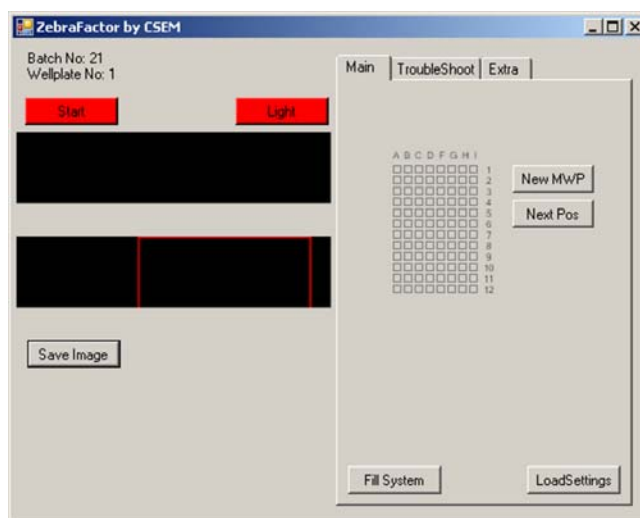 ZebraFactor by CSEM
Batch No: 21
Wellplate No: 1
Start
Light
Save Image
Main
TroubleShoot
Extra
A B C D F G H I
1
2
3
4
5
6
7
8
9
10
11
12
New MWP
Next Pos
Fill System
LoadSettings